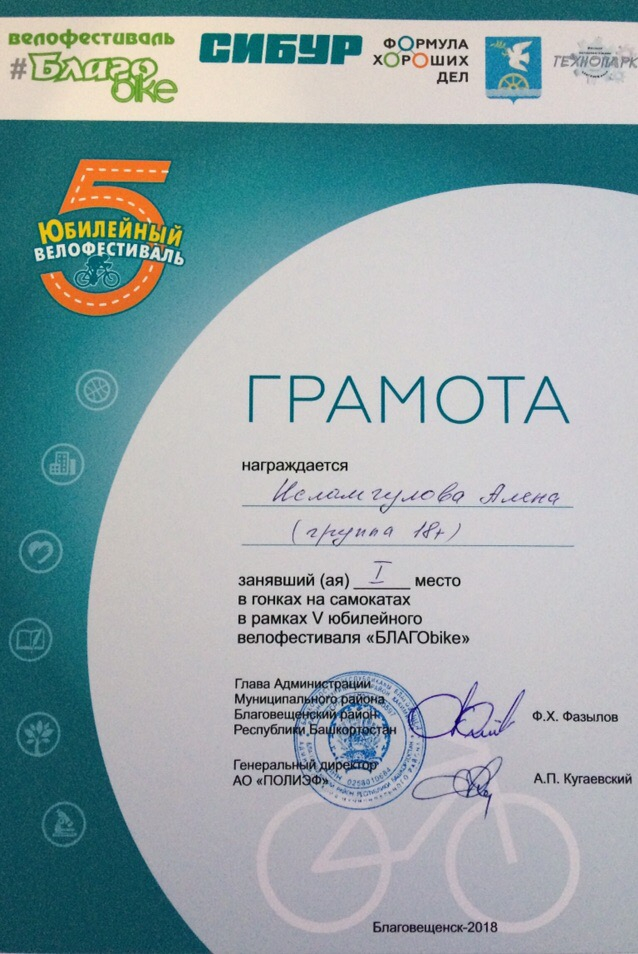 велофестиваль
#Благо
bike
СИБУР
ФОРМУЛА
ХОРОШИХ
ДЕЛ
ТЕХНОПАРК
5
ЮБИЛЕЙНЫЙ
ВЕЛОФЕСТИВАЛЬ
ГРАМОТА
награждается
Исламгулова Алена
(группа 18+)
занявший (ая) I место
в гонках на самокатах
в рамках V юбилейного
велофестиваля «БЛАГОbike»
Глава Администрации
Муниципального района
Благовещенский район
Республики Башкортостан
Ф.Х. Фазылов
Генеральный директор
АО «ПОЛИЭФ»
А.П. Кугаевский
Благовещенск-2018